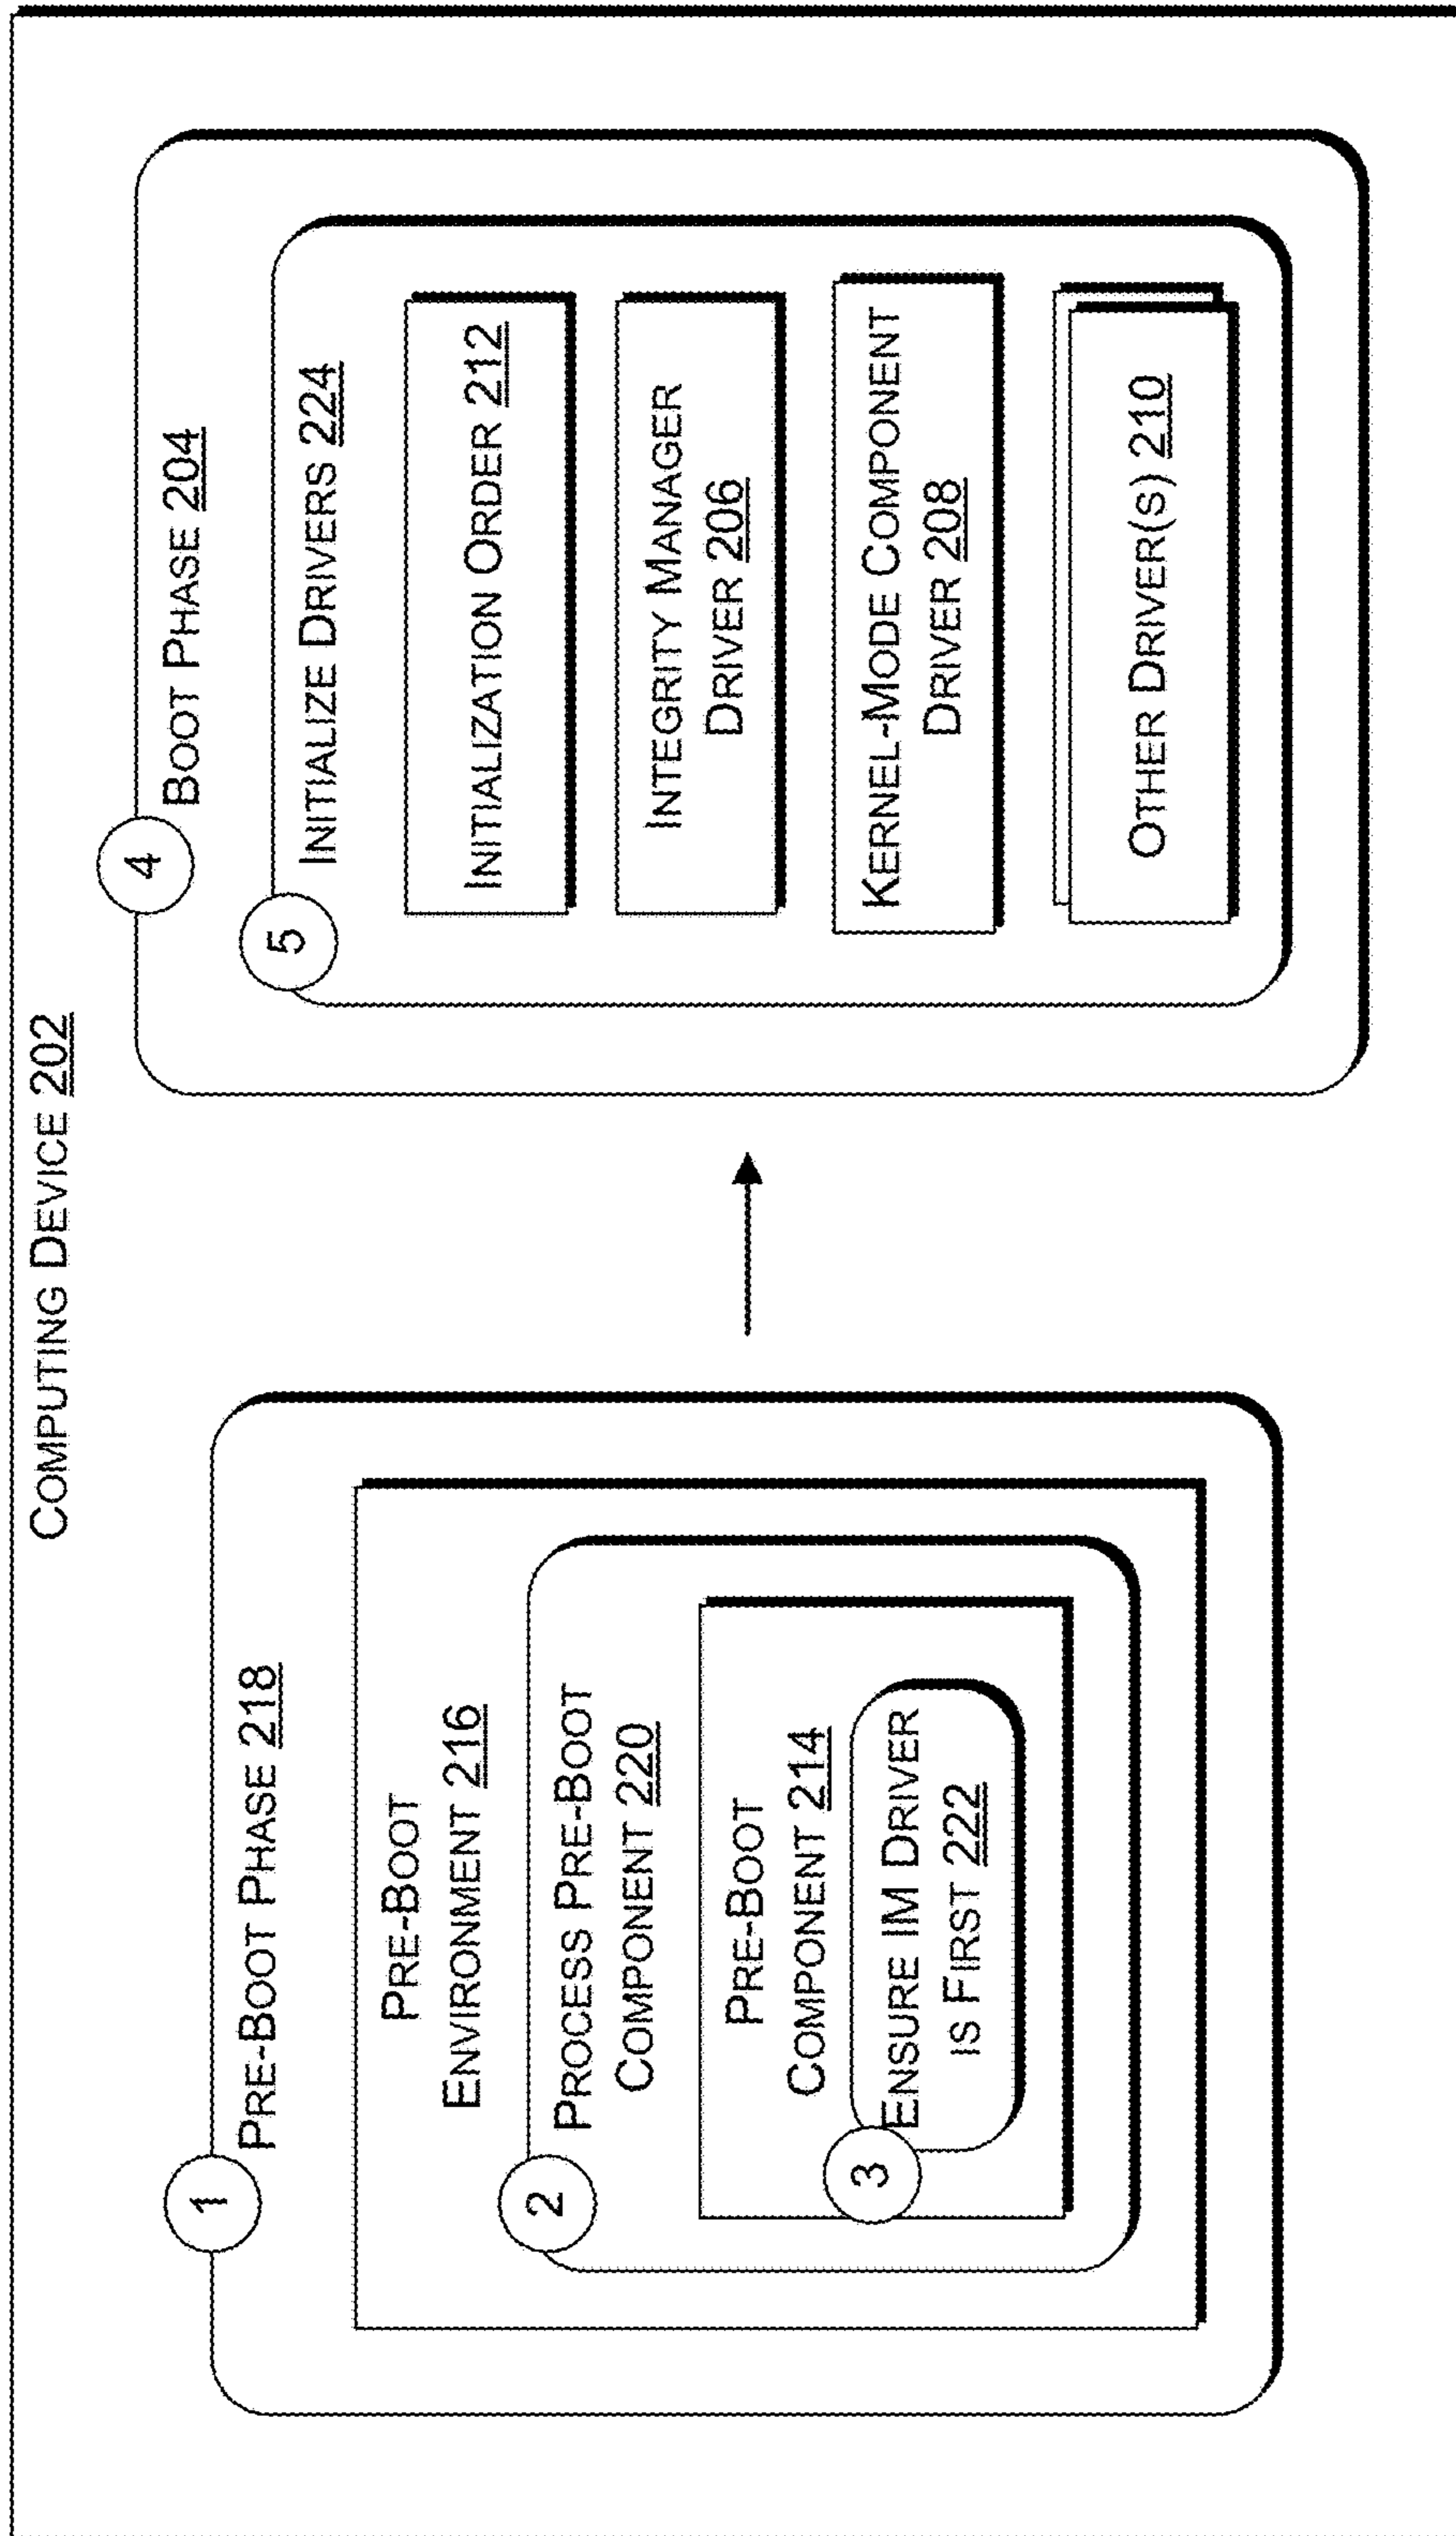 COMPUTING DEVICE 202
1
PRE-BOOT PHASE 218
PRE-BOOT
ENVIRONMENT 216
2
PROCESS PRE-BOOT
COMPONENT 220
PRE-BOOT
COMPONENT 214
3
ENSURE IM DRIVER
IS FIRST 222
4
BOOT PHASE 204
5
INITIALIZE DRIVERS 224
INITIALIZATION ORDER 212
INTEGRITY MANAGER
DRIVER 206
KERNEL-MODE COMPONENT
DRIVER 208
OTHER DRIVER(S) 210